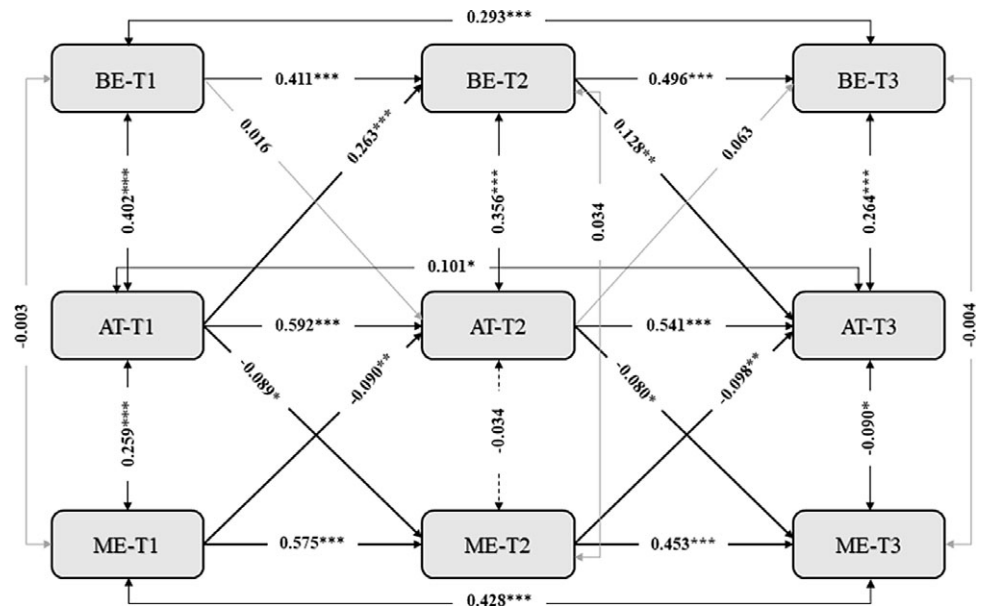 0.293***
BE-T1
0.411***
BE-T2
0.496***
BE-T3
0.016
0.263***
0.128**
0.063
0.402***
0.356***
0.034
0.264***
-0.003
0.101*
-0.004
AT-T1
0.592***
AT-T2
0.541***
AT-T3
-0.089*
-0.090**
-0.080*
-0.098**
0.259***
-0.034
-0.090*
ME-T1
0.575***
ME-T2
0.453***
ME-T3
0.428***